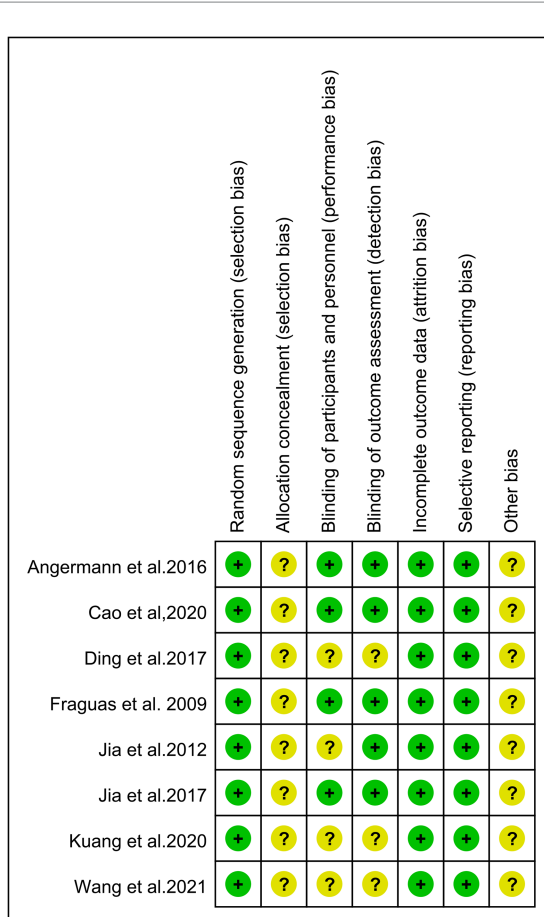 Random sequence generation (selection bias)
Allocation concealment (selection bias)
Blinding of participants and personnel (performance bias)
Blinding of outcome assessment (detection bias)
Incomplete outcome data (attrition bias)
Selective reporting (reporting bias)
Other bias
Angermann et al.2016 + ? + + + + ?
Cao et al,2020 + ? + + + + ?
Ding et al.2017 + ? ? ? + + ?
Fraguas et al. 2009 + ? + + + + ?
Jia et al.2012 + ? ? + + + ?
Jia et al.2017 + ? + + + + ?
Kuang et al.2020 + ? ? ? + + ?
Wang et al.2021 + ? ? ? + + ?